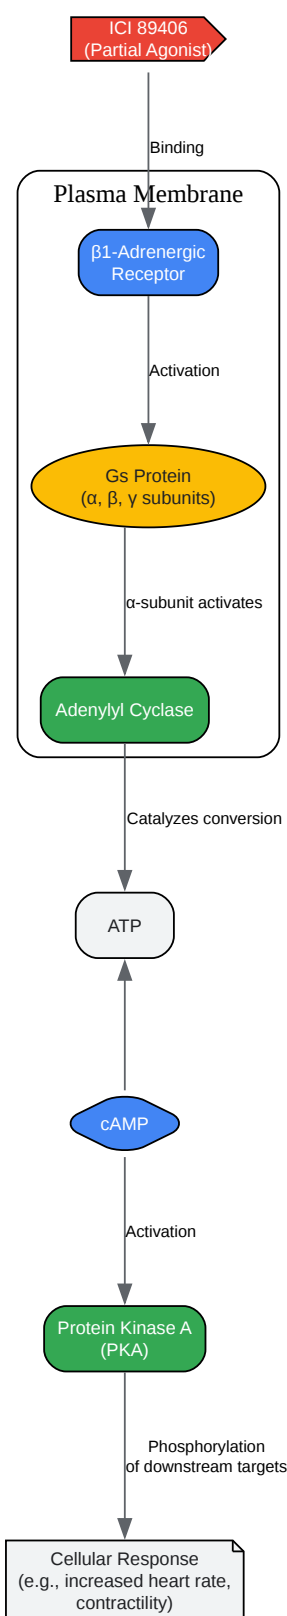 ICI 89406
(Partial Agonist)
Binding
Plasma Membrane
β1-Adrenergic
Receptor
Activation
Gs Protein
(α, β, γ subunits)
α-subunit activates
Adenylyl Cyclase
Catalyzes conversion
ATP
cAMP
Activation
Protein Kinase A
(PKA)
Phosphorylation
of downstream targets
Cellular Response
(e.g., increased heart rate,
contractility)